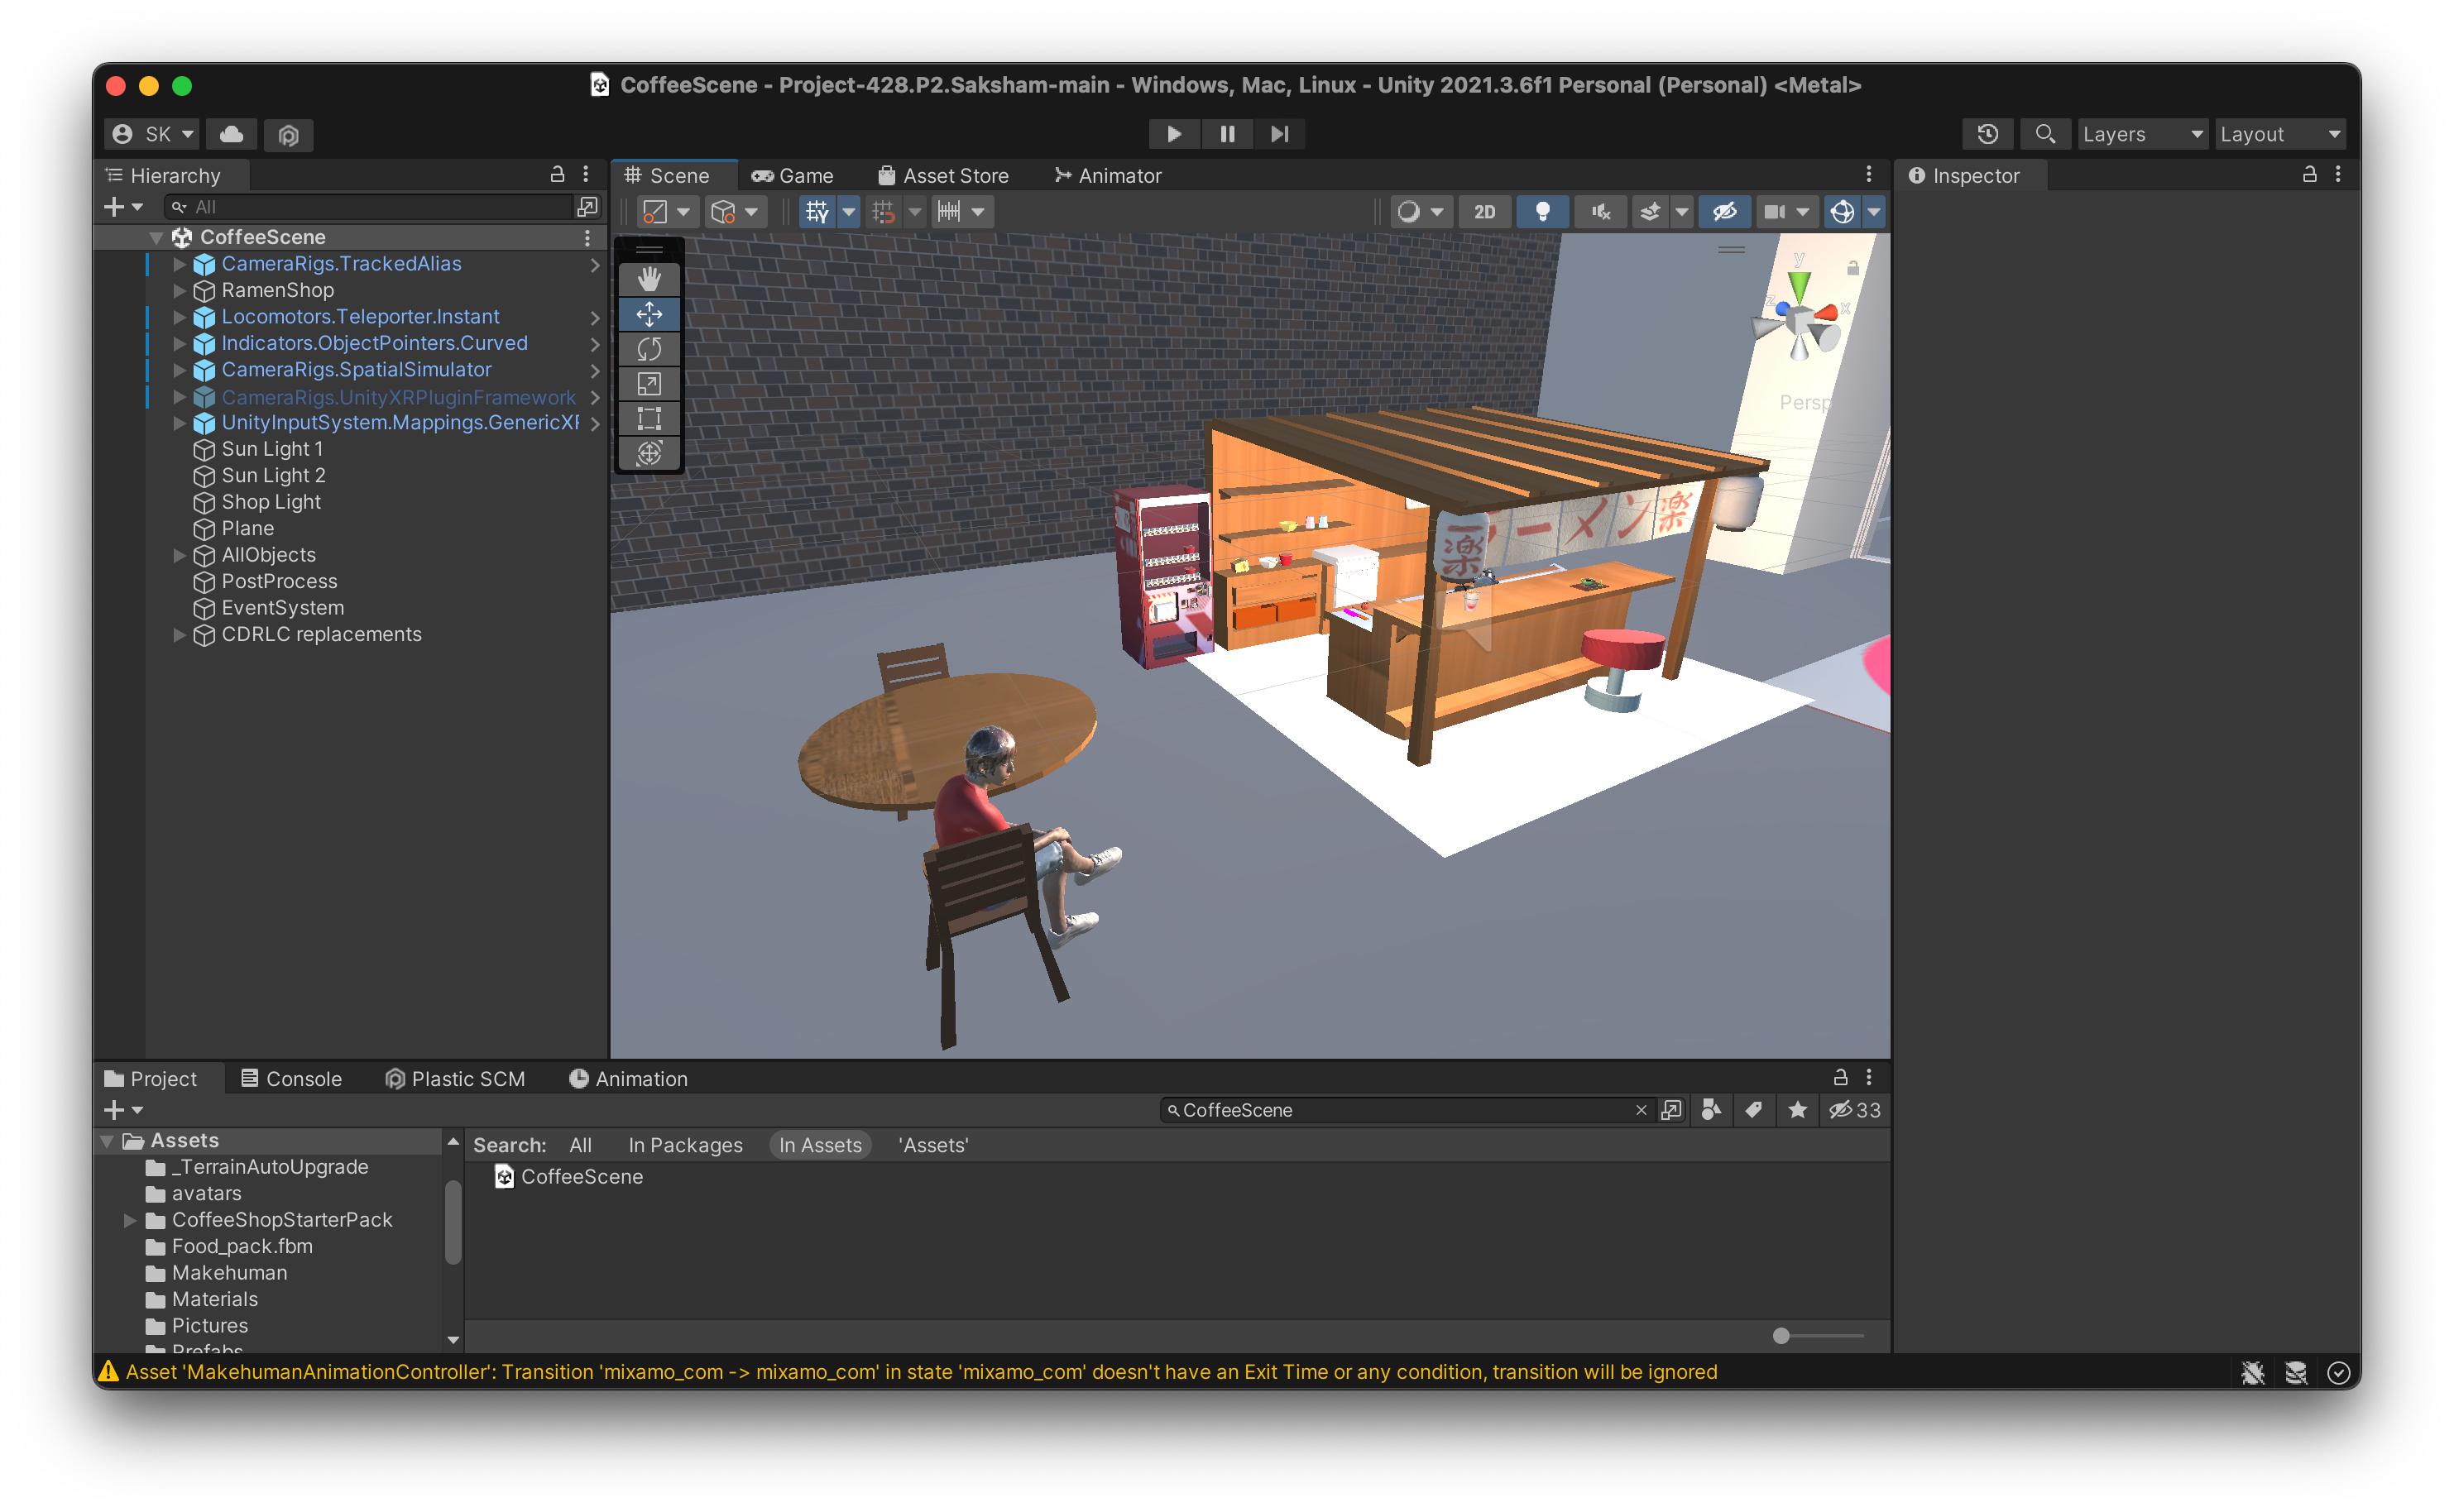 CoffeeScene - Project-428.P2.Saksham-main - Windows, Mac, Linux - Unity 2021.3.6f1 Personal (Personal) <Metal>
SK
Layers
Layout
Hierarchy
All
CoffeeScene
CameraRigs.TrackedAlias
RamenShop
Locomotors.Teleporter.Instant
Indicators.ObjectPointers.Curved
CameraRigs.SpatialSimulator
CameraRigs.UnityXRPluginFramework
UnityInputSystem.Mappings.GenericXR
Sun Light 1
Sun Light 2
Shop Light
Plane
AllObjects
PostProcess
EventSystem
CDRLC replacements
Scene
Game
Asset Store
Animator
2D
y
z
x
Persp
ラーメン楽
楽
Inspector
Project
Console
Plastic SCM
Animation
CoffeeScene
33
Assets
_TerrainAutoUpgrade
avatars
CoffeeShopStarterPack
Food_pack.fbm
Makehuman
Materials
Pictures
Prefabs
Search:
All
In Packages
In Assets
'Assets'
CoffeeScene
Asset 'MakehumanAnimationController': Transition 'mixamo_com -> mixamo_com' in state 'mixamo_com' doesn't have an Exit Time or any condition, transition will be ignored